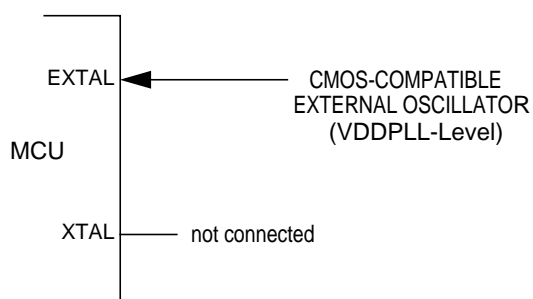 EXTAL
CMOS-COMPATIBLE
EXTERNAL OSCILLATOR
(VDDPLL-Level)
MCU
XTAL
not connected